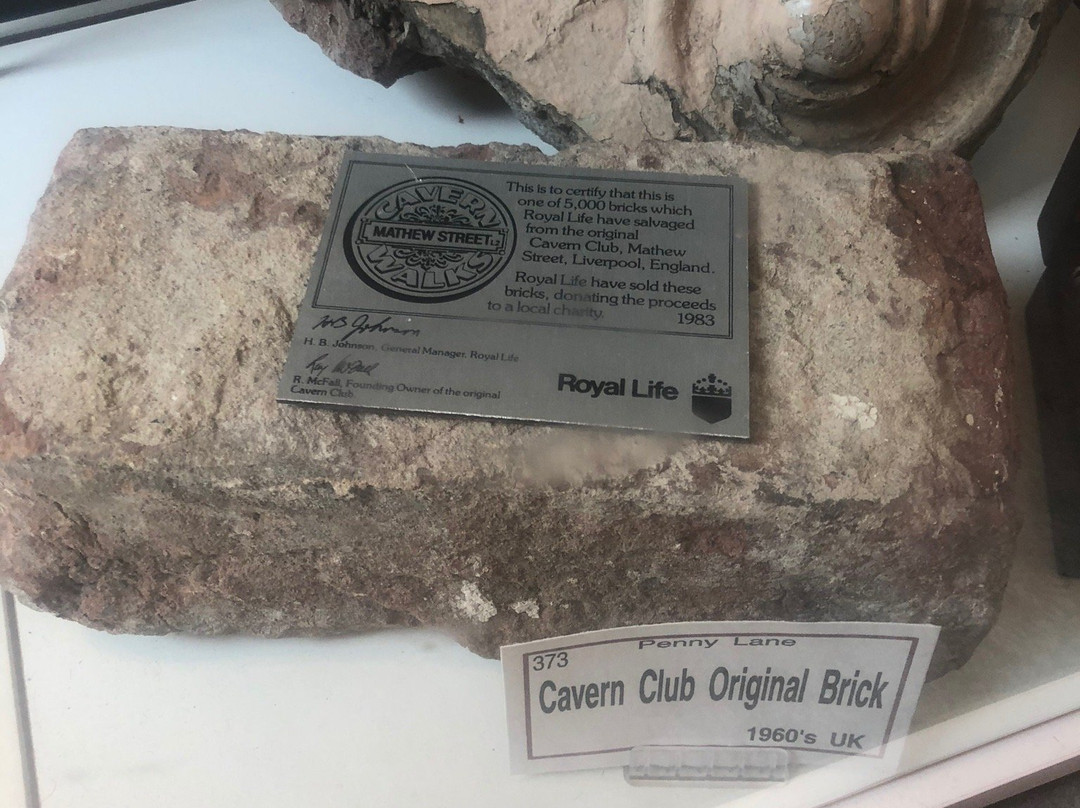 CAVERN
MATHEW STREET
WALKS
This is to certify that this is
one of 5,000 bricks which
Royal Life have salvaged
from the original
Cavern Club, Mathew
Street, Liverpool, England.
Royal Life have sold these
bricks, donating the proceeds
to a local charity.
1983
H. B. Johnson, General Manager, Royal Life
R. McFall, Founding Owner of the original
Cavern Club.
Royal Life
Penny Lane
373
Cavern Club Original Brick
1960's UK